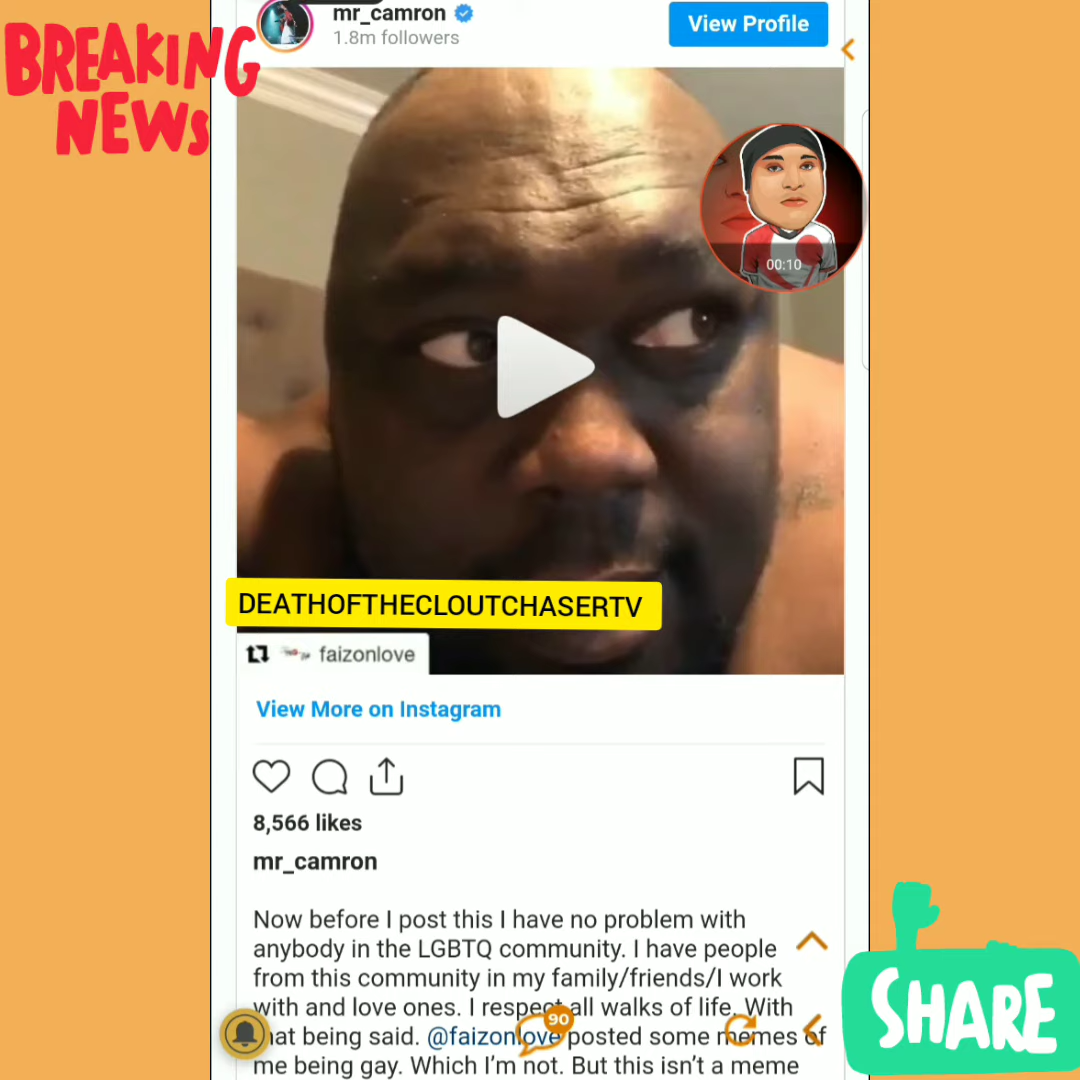 BREAKING
NEWS
mr_camron
1.8m followers
View Profile
00:10
DEATHOFTHECLOUTCHASERTV
faizonlove
View More on Instagram
8,566 likes
mr_camron
Now before I post this I have no problem with
anybody in the LGBTQ community. I have people
from this community in my family/friends/I work
with and love ones. I respect all walks of life. With
hat being said. @faizonlove posted some memes of
me being gay. Which I’m not. But this isn’t a meme
90
SHARE